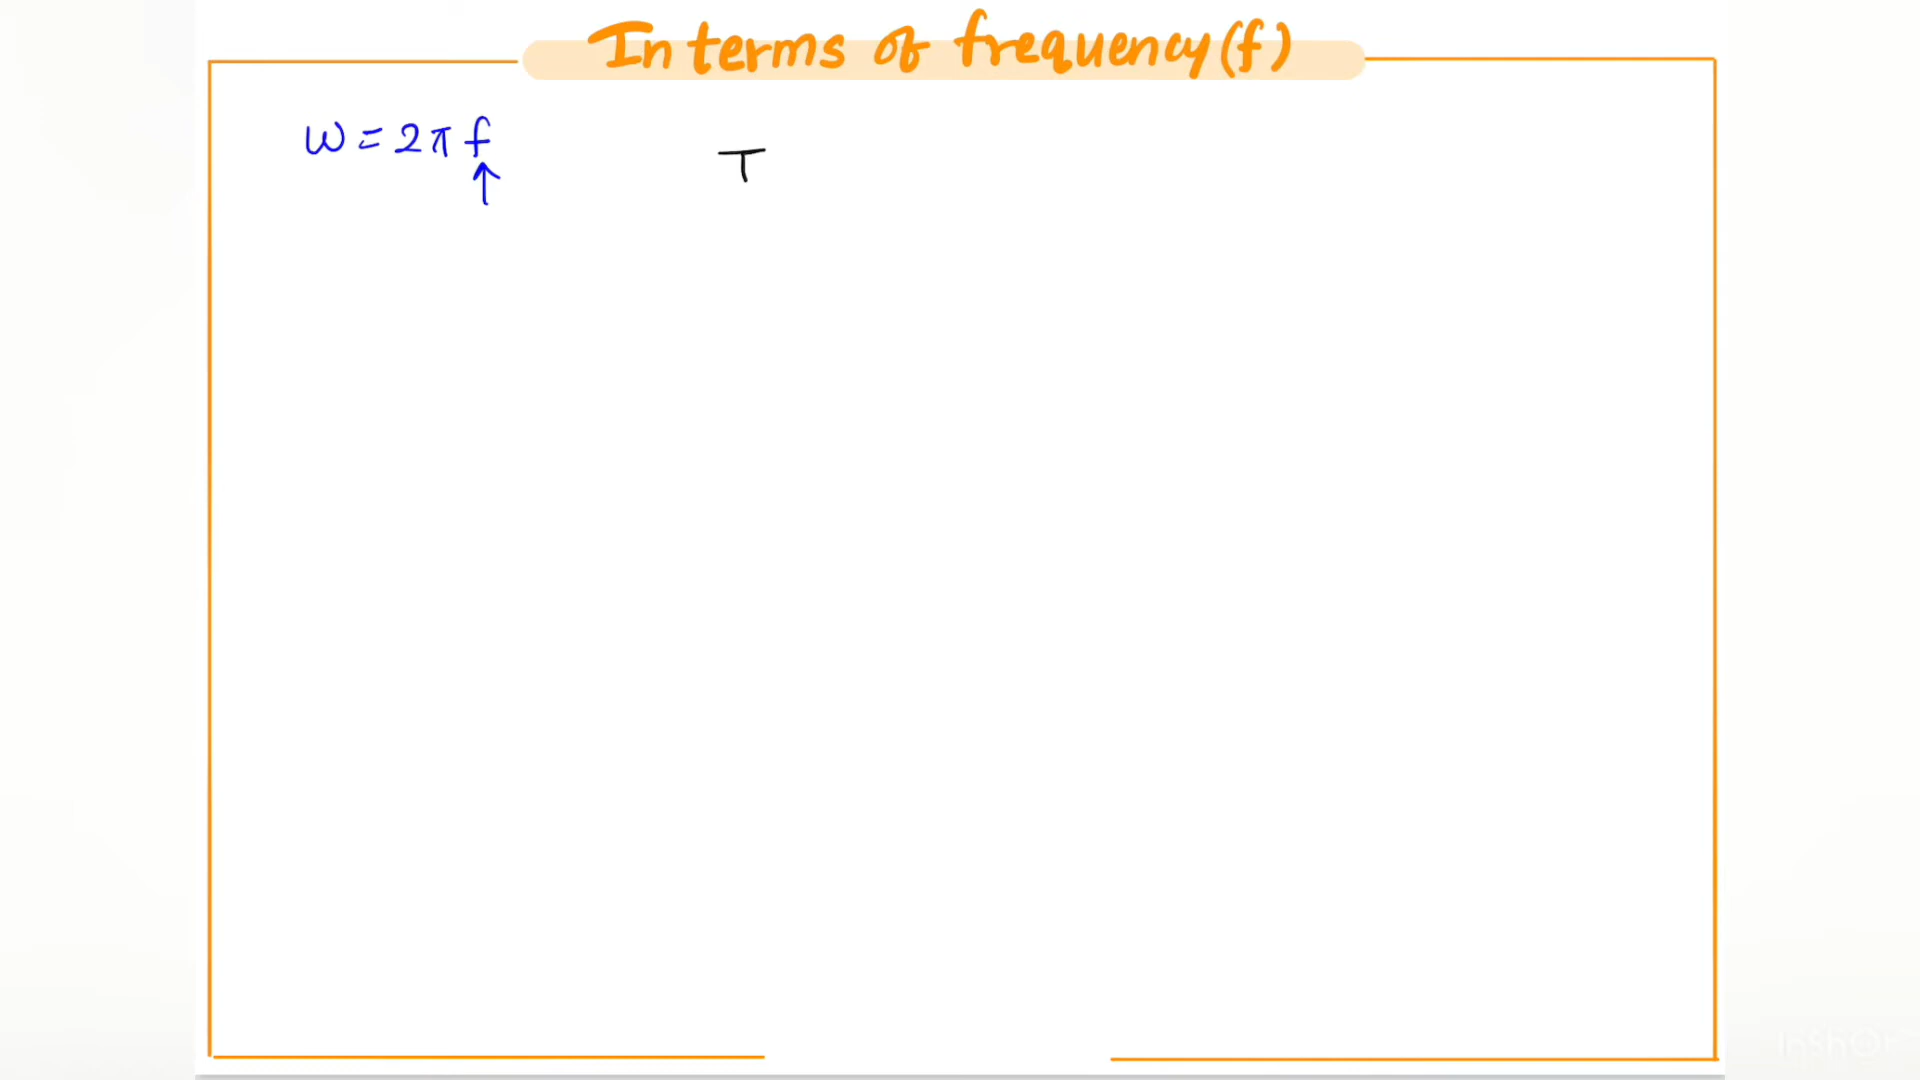 In terms of frequency (f)
ω = 2π f
T